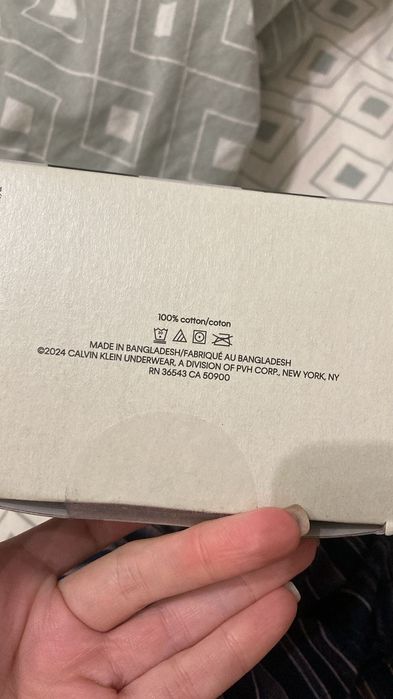 100% cotton/coton
MADE IN BANGLADESH/FABRIQUÉ AU BANGLADESH
©2024 CALVIN KLEIN UNDERWEAR, A DIVISION OF PVH CORP., NEW YORK, NY
RN 36543 CA 50900